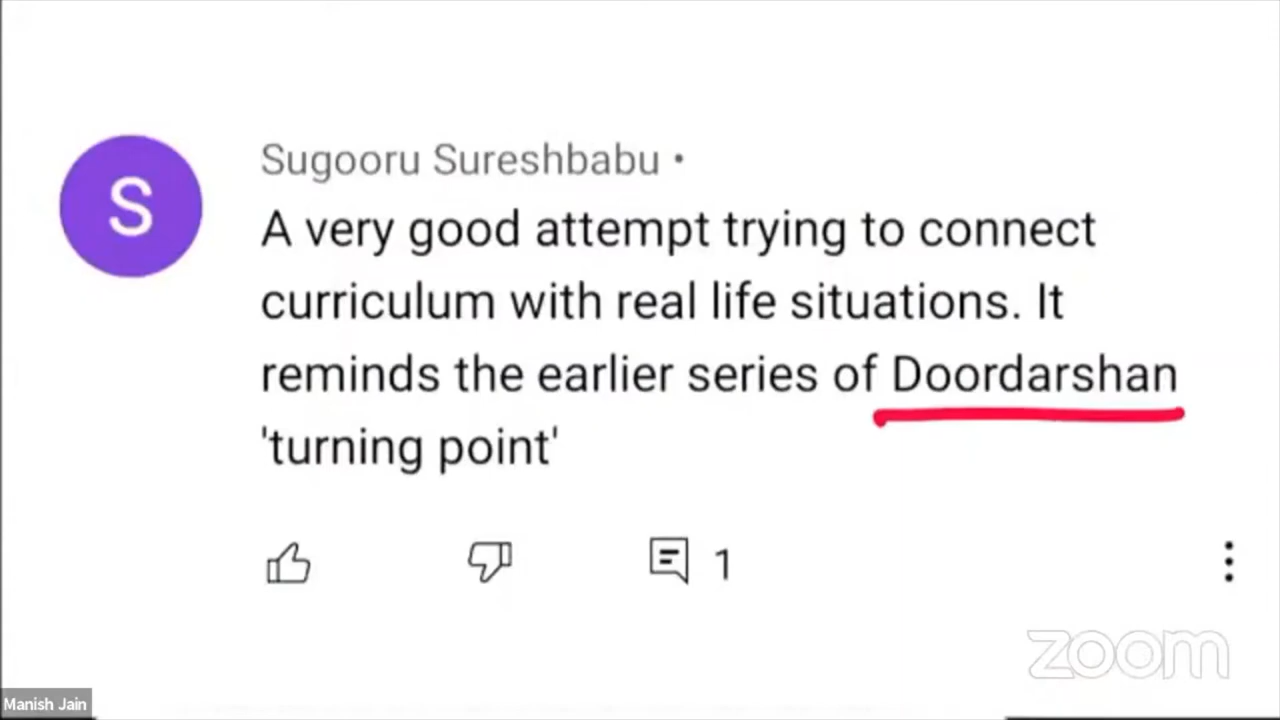 S
Sugooru Sureshbabu •
A very good attempt trying to connect
curriculum with real life situations. It
reminds the earlier series of Doordarshan
'turning point'
1
zoom
Manish Jain